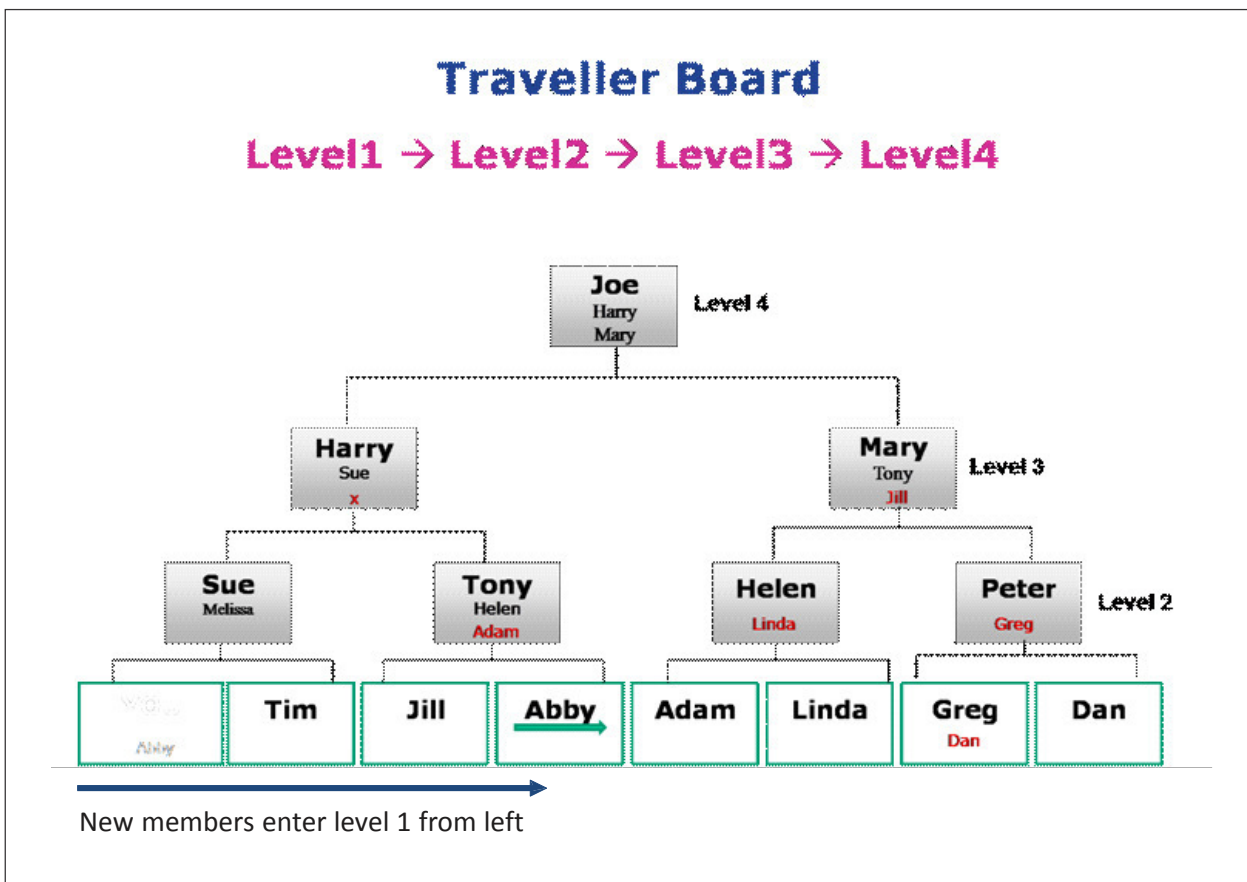 Traveller Board
Level1 → Level2 → Level3 → Level4
Joe
Harry
Mary
Level 4
Harry
Sue
x
Mary
Tony
Jill
Level 3
Sue
Melissa
Tony
Helen
Adam
Helen
Linda
Peter
Greg
Level 2
Abby
Tim
Jill
Abby
Adam
Linda
Greg
Dan
Dan
New members enter level 1 from left